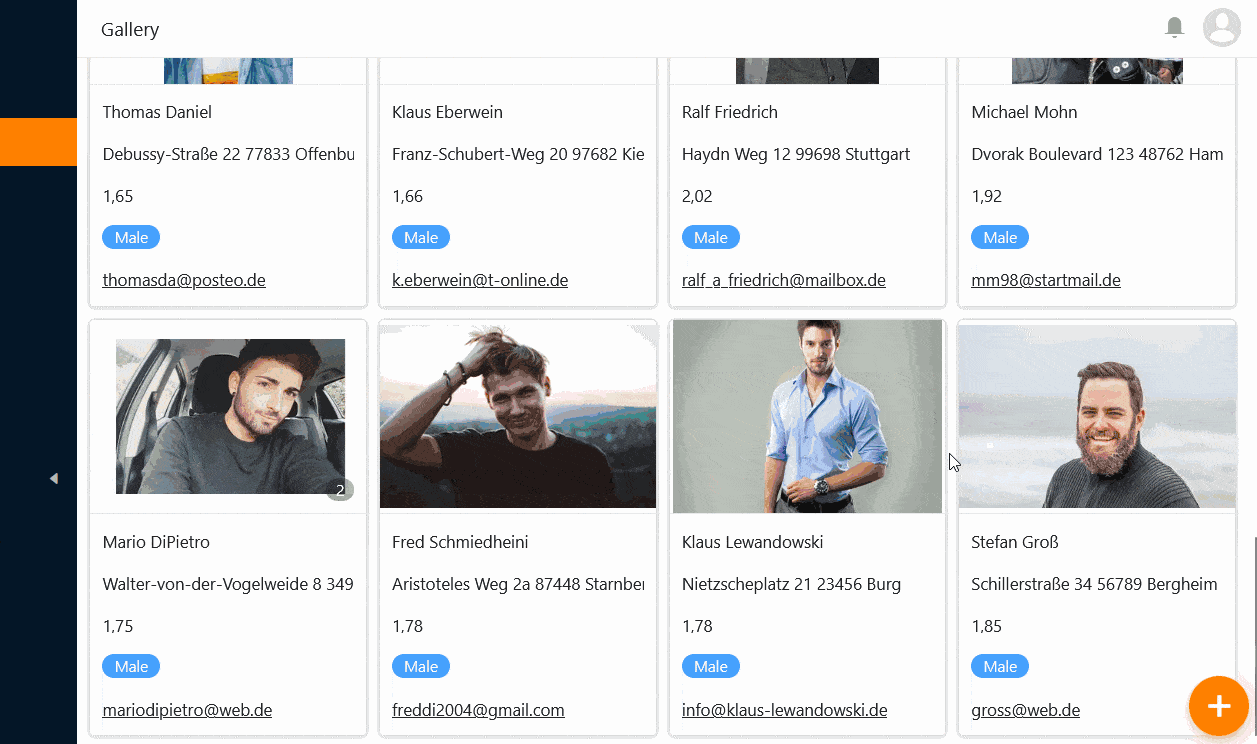 Gallery
Thomas Daniel
Debussy-Straße 22 77833 Offenbu
1,65
Male
thomasda@posteo.de
Klaus Eberwein
Franz-Schubert-Weg 20 97682 Kie
1,66
Male
k.eberwein@t-online.de
Ralf Friedrich
Haydn Weg 12 99698 Stuttgart
2,02
Male
ralf_a_friedrich@mailbox.de
Michael Mohn
Dvorak Boulevard 123 48762 Ham
1,92
Male
mm98@startmail.de
2
Mario DiPietro
Walter-von-der-Vogelweide 8 349
1,75
Male
mariodipietro@web.de
Fred Schmiedheini
Aristoteles Weg 2a 87448 Starnber
1,78
Male
freddi2004@gmail.com
Klaus Lewandowski
Nietzscheplatz 21 23456 Burg
1,78
Male
info@klaus-lewandowski.de
Stefan Groß
Schillerstraße 34 56789 Bergheim
1,85
Male
gross@web.de